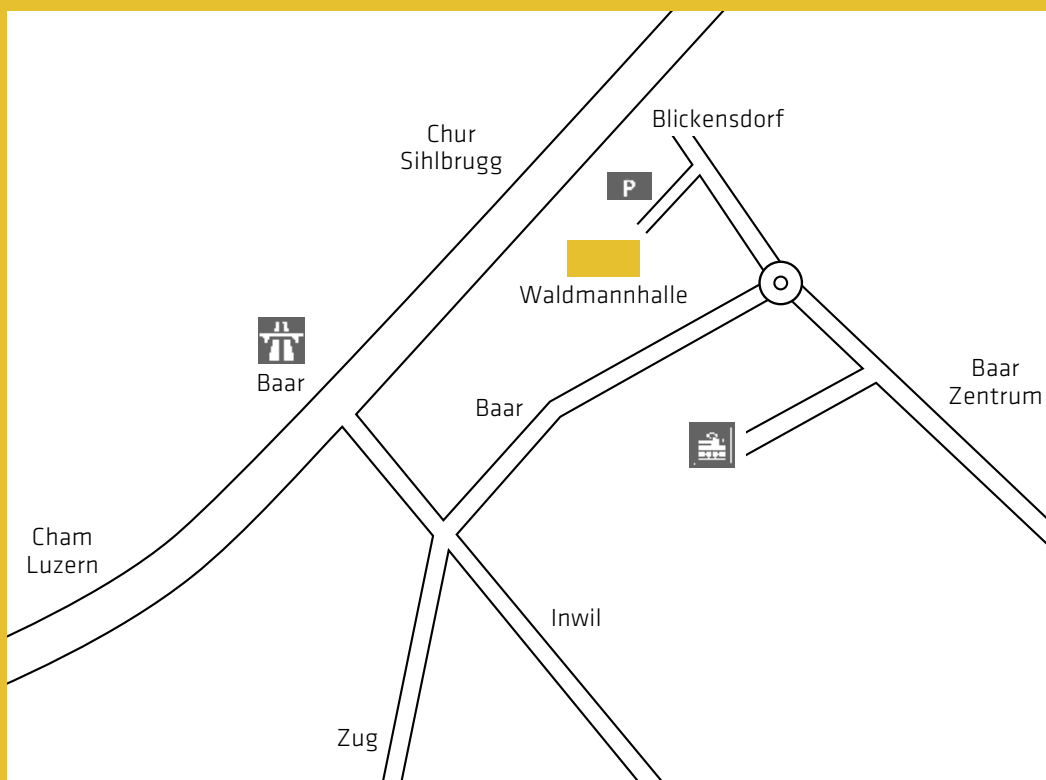 Blickensdorf
Chur
Sihlbrugg
P
Waldmannhalle
Baar
Baar
Baar
Zentrum
Cham
Luzern
Inwil
Zug